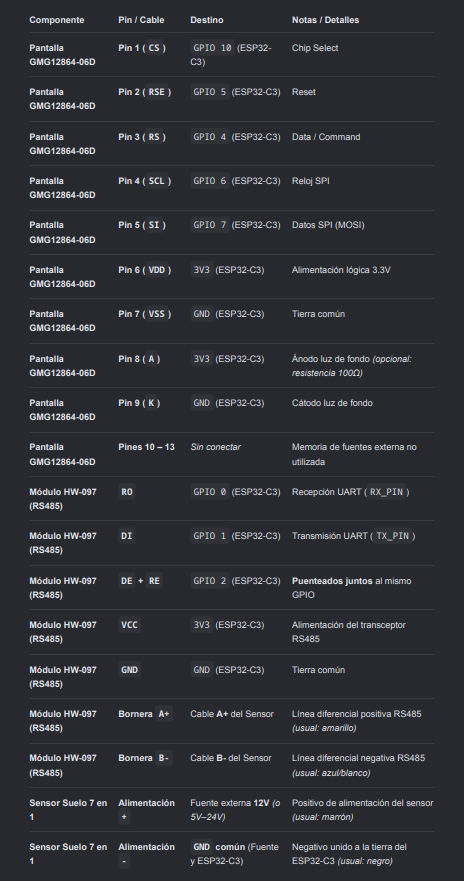 Componente Pin / Cable Destino Notas / Detalles
Pantalla GMG12864-06D Pin 1 ( CS ) GPIO 10 (ESP32-C3) Chip Select
Pantalla GMG12864-06D Pin 2 ( RSE ) GPIO 5 (ESP32-C3) Reset
Pantalla GMG12864-06D Pin 3 ( RS ) GPIO 4 (ESP32-C3) Data / Command
Pantalla GMG12864-06D Pin 4 ( SCL ) GPIO 6 (ESP32-C3) Reloj SPI
Pantalla GMG12864-06D Pin 5 ( SI ) GPIO 7 (ESP32-C3) Datos SPI (MOSI)
Pantalla GMG12864-06D Pin 6 ( VDD ) 3V3 (ESP32-C3) Alimentación lógica 3.3V
Pantalla GMG12864-06D Pin 7 ( VSS ) GND (ESP32-C3) Tierra común
Pantalla GMG12864-06D Pin 8 ( A ) 3V3 (ESP32-C3) Ánodo luz de fondo (opcional: resistencia 100Ω)
Pantalla GMG12864-06D Pin 9 ( K ) GND (ESP32-C3) Cátodo luz de fondo
Pantalla GMG12864-06D Pines 10 – 13 Sin conectar Memoria de fuentes externa no utilizada
Módulo HW-097 (RS485) RO GPIO 0 (ESP32-C3) Recepción UART ( RX_PIN )
Módulo HW-097 (RS485) DI GPIO 1 (ESP32-C3) Transmisión UART ( TX_PIN )
Módulo HW-097 (RS485) DE + RE GPIO 2 (ESP32-C3) Puenteados juntos al mismo GPIO
Módulo HW-097 (RS485) VCC 3V3 (ESP32-C3) Alimentación del transceptor RS485
Módulo HW-097 (RS485) GND GND (ESP32-C3) Tierra común
Módulo HW-097 (RS485) Bornera A+ Cable A+ del Sensor Línea diferencial positiva RS485 (usual: amarillo)
Módulo HW-097 (RS485) Bornera B- Cable B- del Sensor Línea diferencial negativa RS485 (usual: azul/blanco)
Sensor Suelo 7 en 1 Alimentación + Fuente externa 12V (o 5V–24V) Positivo de alimentación del sensor (usual: marrón)
Sensor Suelo 7 en 1 Alimentación - GND común (Fuente y ESP32-C3) Negativo unido a la tierra del ESP32-C3 (usual: negro)